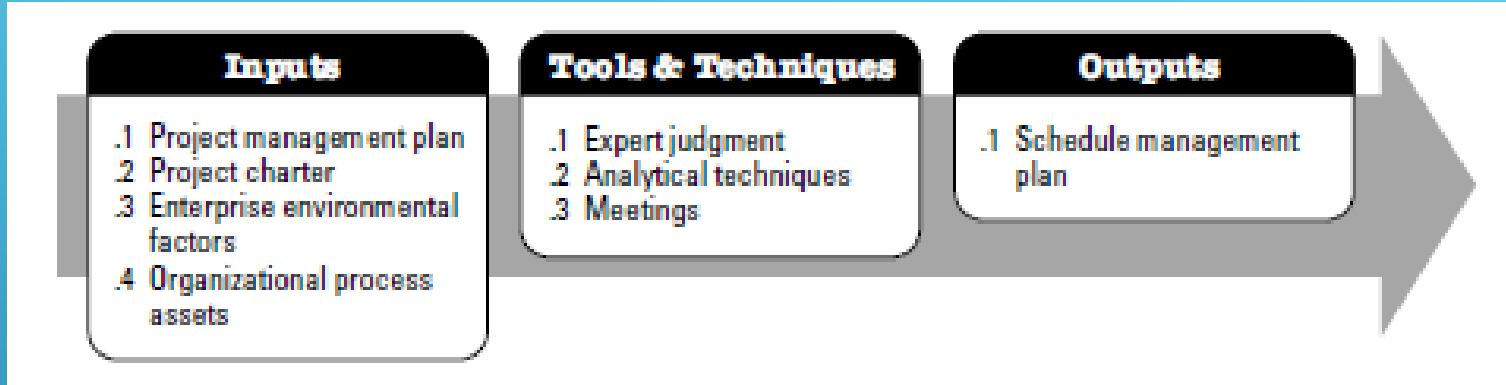 Inputs
.1 Project management plan
.2 Project charter
.3 Enterprise environmental
factors
.4 Organizational process
assets
Tools & Techniques
.1 Expert judgment
.2 Analytical techniques
.3 Meetings
Outputs
.1 Schedule management
plan